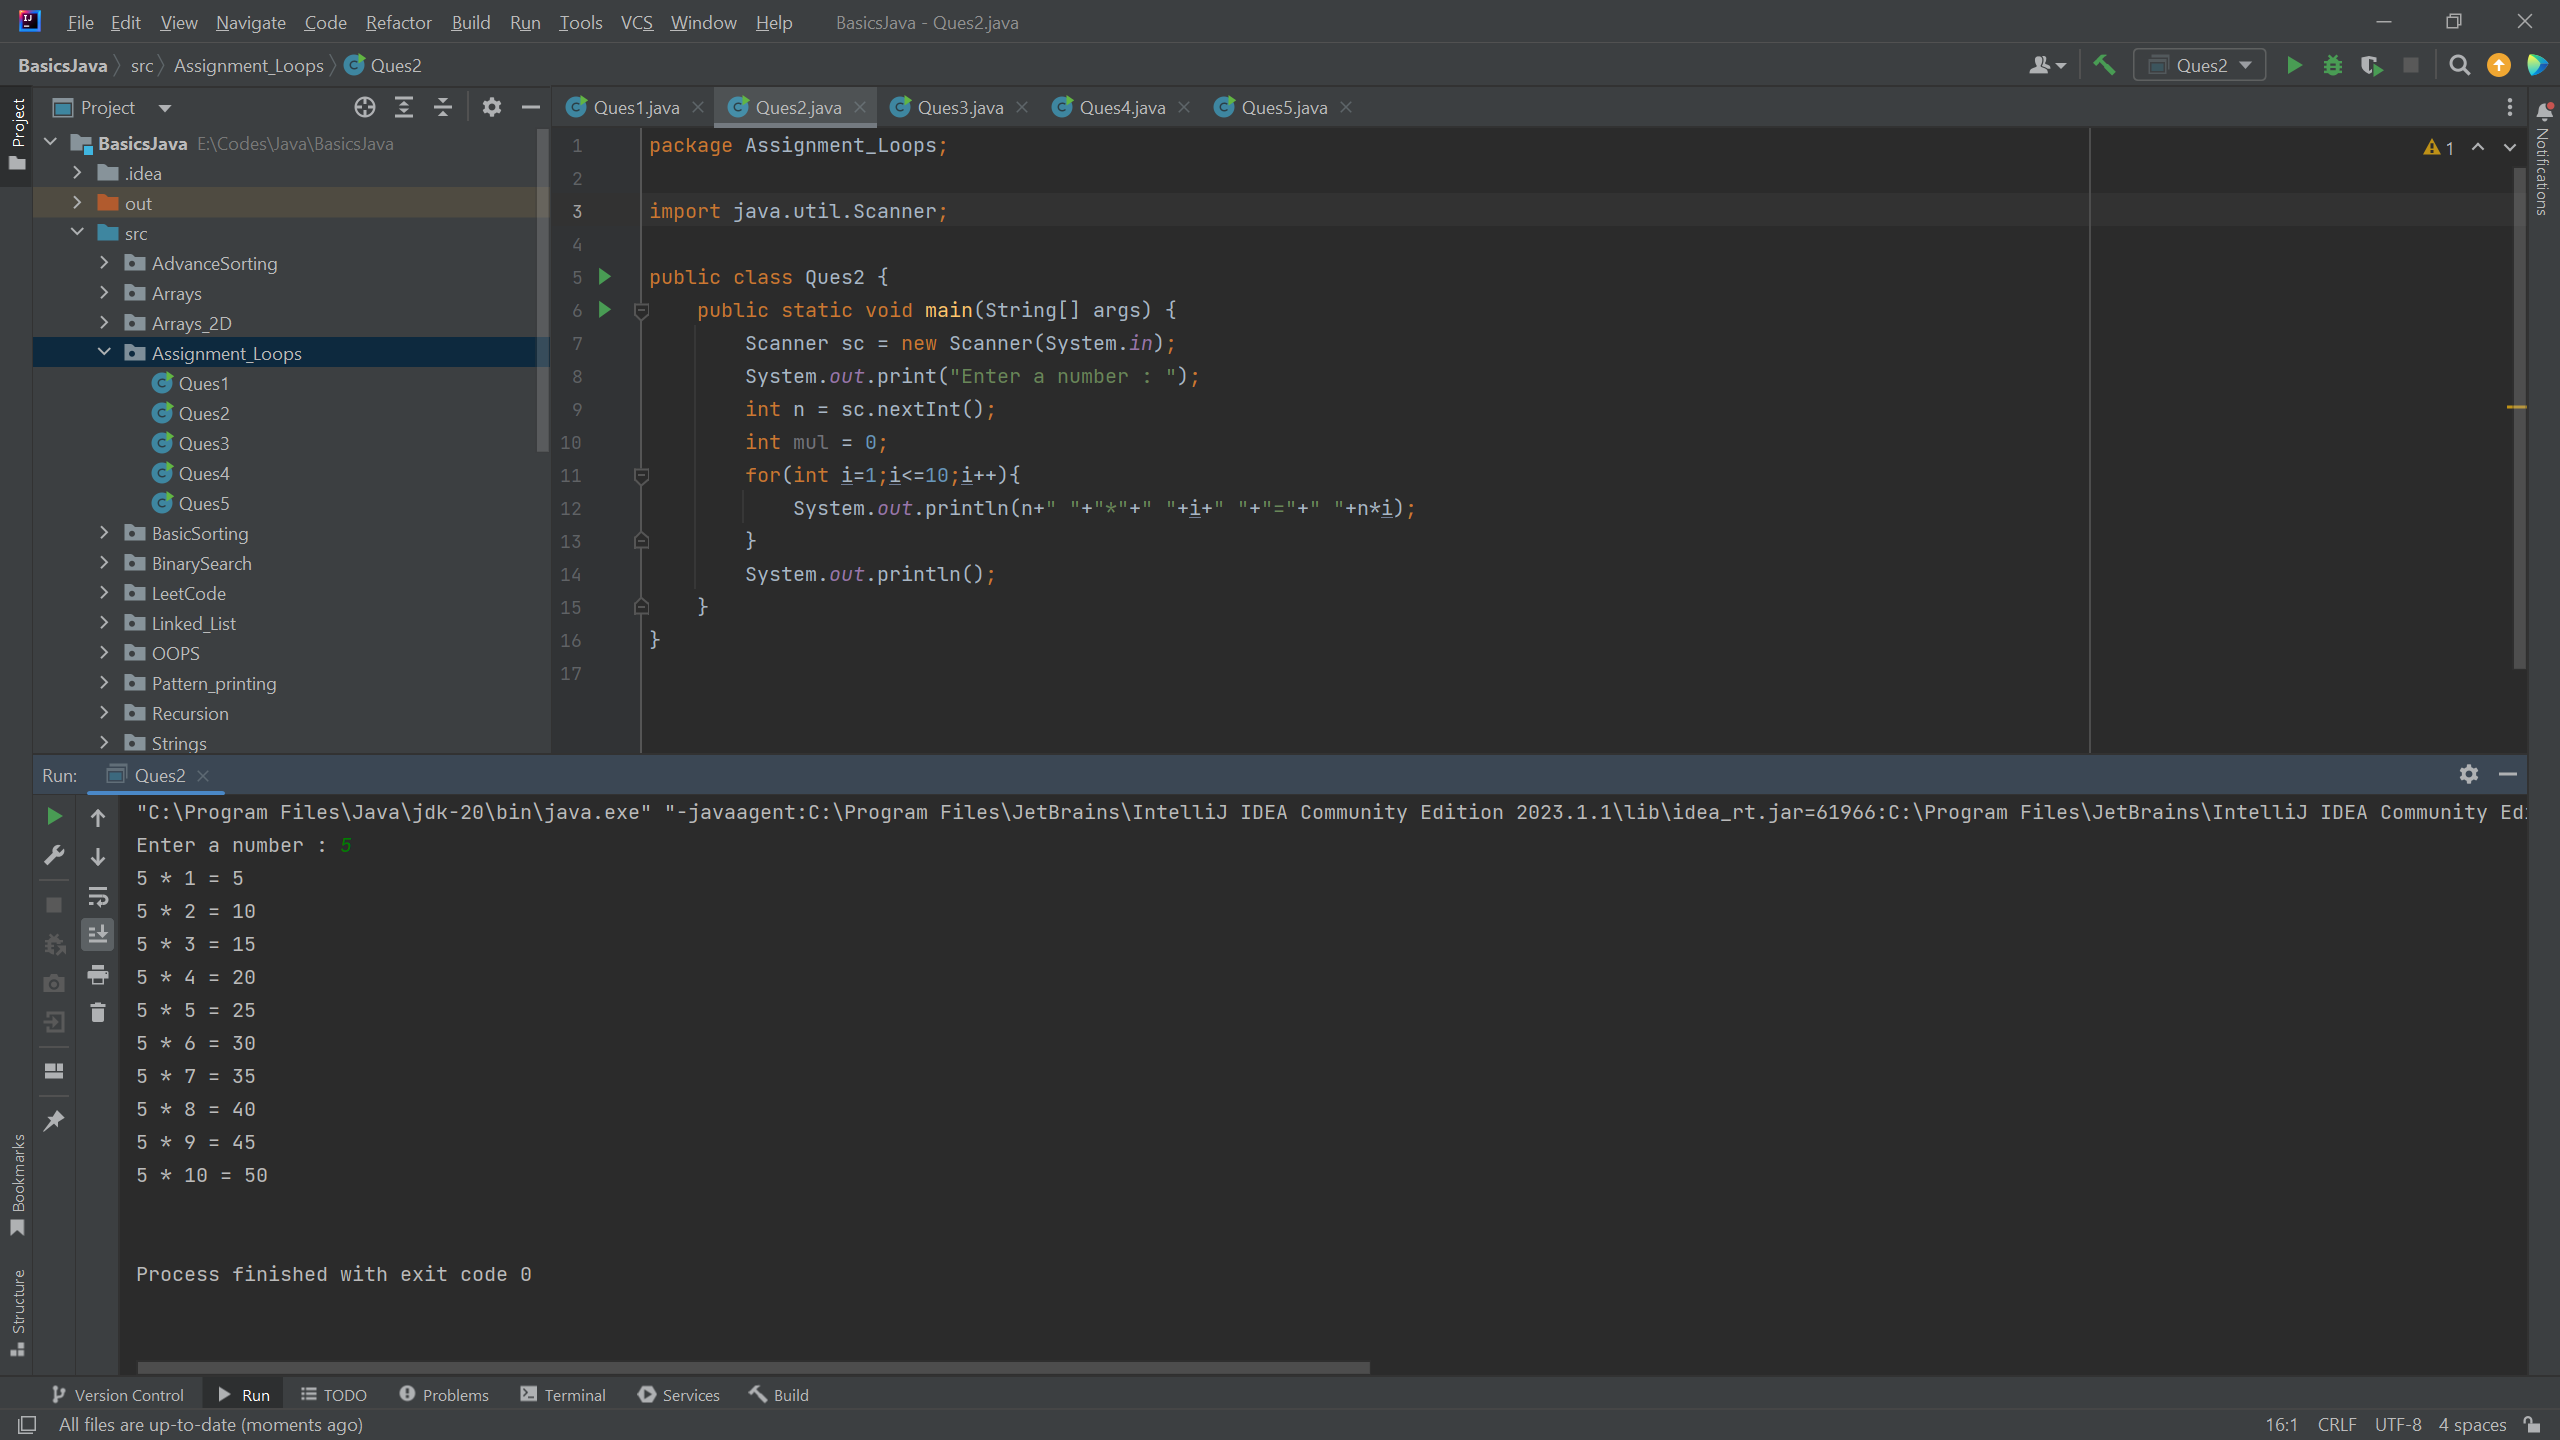 File Edit View Navigate Code Refactor Build Run Tools VCS Window Help BasicsJava - Ques2.java
BasicsJava src Assignment_Loops Ques2 Ques2
Project
Project
Ques1.java Ques2.java Ques3.java Ques4.java Ques5.java
BasicsJava E:\Codes\Java\BasicsJava
.idea
out
src
AdvanceSorting
Arrays
Arrays_2D
Assignment_Loops
Ques1
Ques2
Ques3
Ques4
Ques5
BasicSorting
BinarySearch
LeetCode
Linked_List
OOPS
Pattern_printing
Recursion
Strings
1 package Assignment_Loops;
2
3 import java.util.Scanner;
4
5 public class Ques2 {
6 public static void main(String[] args) {
7 Scanner sc = new Scanner(System.in);
8 System.out.print("Enter a number : ");
9 int n = sc.nextInt();
10 int mul = 0;
11 for(int i=1;i<=10;i++){
12 System.out.println(n+" "+"*"+" "+i+" "+"="+" "+n*i);
13 }
14 System.out.println();
15 }
16 }
17
1
Notifications
Run: Ques2
"C:\Program Files\Java\jdk-20\bin\java.exe" "-javaagent:C:\Program Files\JetBrains\IntelliJ IDEA Community Edition 2023.1.1\lib\idea_rt.jar=61966:C:\Program Files\JetBrains\IntelliJ IDEA Community Edi
Enter a number : 5
5 * 1 = 5
5 * 2 = 10
5 * 3 = 15
5 * 4 = 20
5 * 5 = 25
5 * 6 = 30
5 * 7 = 35
5 * 8 = 40
5 * 9 = 45
5 * 10 = 50
Process finished with exit code 0
Bookmarks
Structure
Version Control Run TODO Problems Terminal Services Build
All files are up-to-date (moments ago) 16:1 CRLF UTF-8 4 spaces